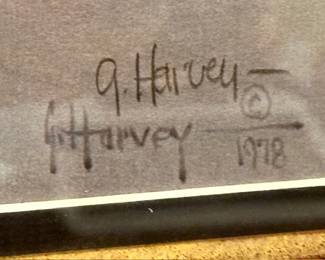 G. Harvey —
G. Harvey — ©
1978